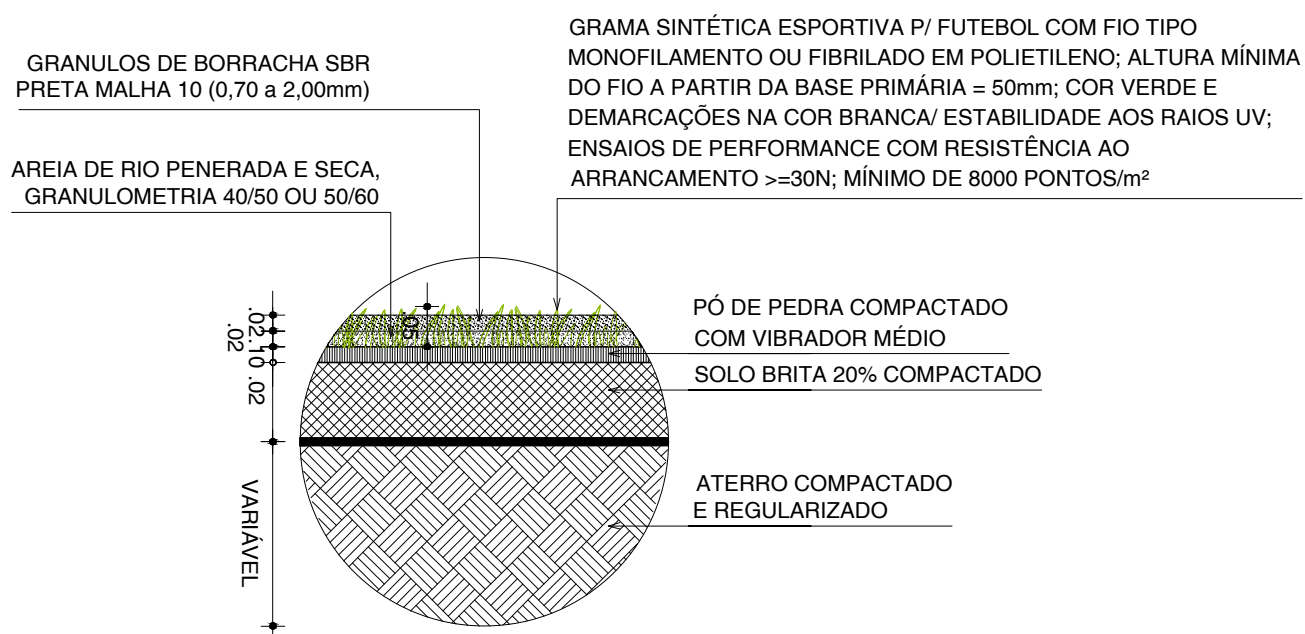 GRANULOS DE BORRACHA SBR
PRETA MALHA 10 (0,70 a 2,00mm)
AREIA DE RIO PENERADA E SECA,
GRANULOMETRIA 40/50 OU 50/60
GRAMA SINTÉTICA ESPORTIVA P/ FUTEBOL COM FIO TIPO
MONOFILAMENTO OU FIBRILADO EM POLIETILENO; ALTURA MÍNIMA
DO FIO A PARTIR DA BASE PRIMÁRIA = 50mm; COR VERDE E
DEMARCAÇÕES NA COR BRANCA/ ESTABILIDADE AOS RAIOS UV;
ENSAIOS DE PERFORMANCE COM RESISTÊNCIA AO
ARRANCAMENTO >=30N; MÍNIMO DE 8000 PONTOS/m²
.02
.02
.10
.02
.05
VARIÁVEL
PÓ DE PEDRA COMPACTADO
COM VIBRADOR MÉDIO
SOLO BRITA 20% COMPACTADO
ATERRO COMPACTADO
E REGULARIZADO